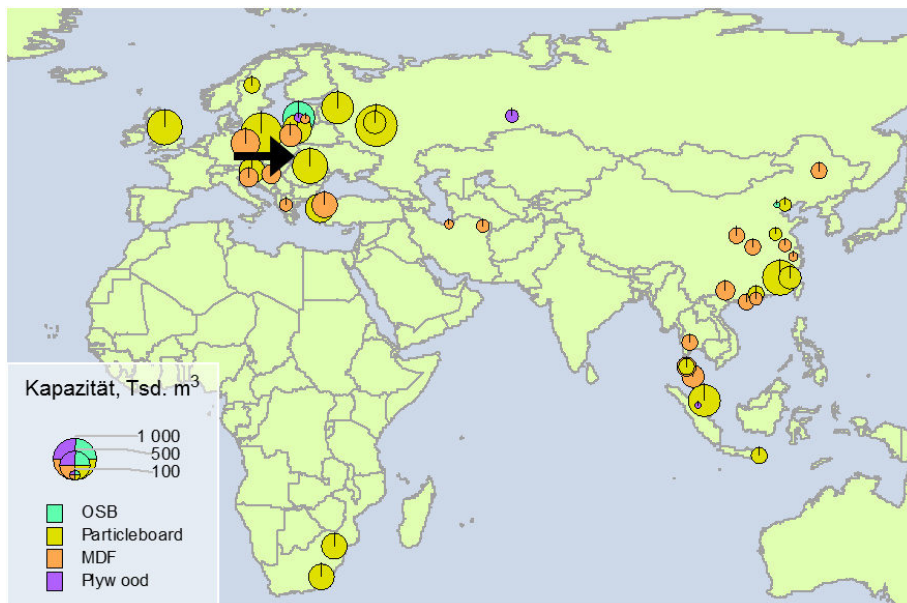 Kapazität, Tsd. m³
1 000
500
100
OSB
Particleboard
MDF
Plyw ood